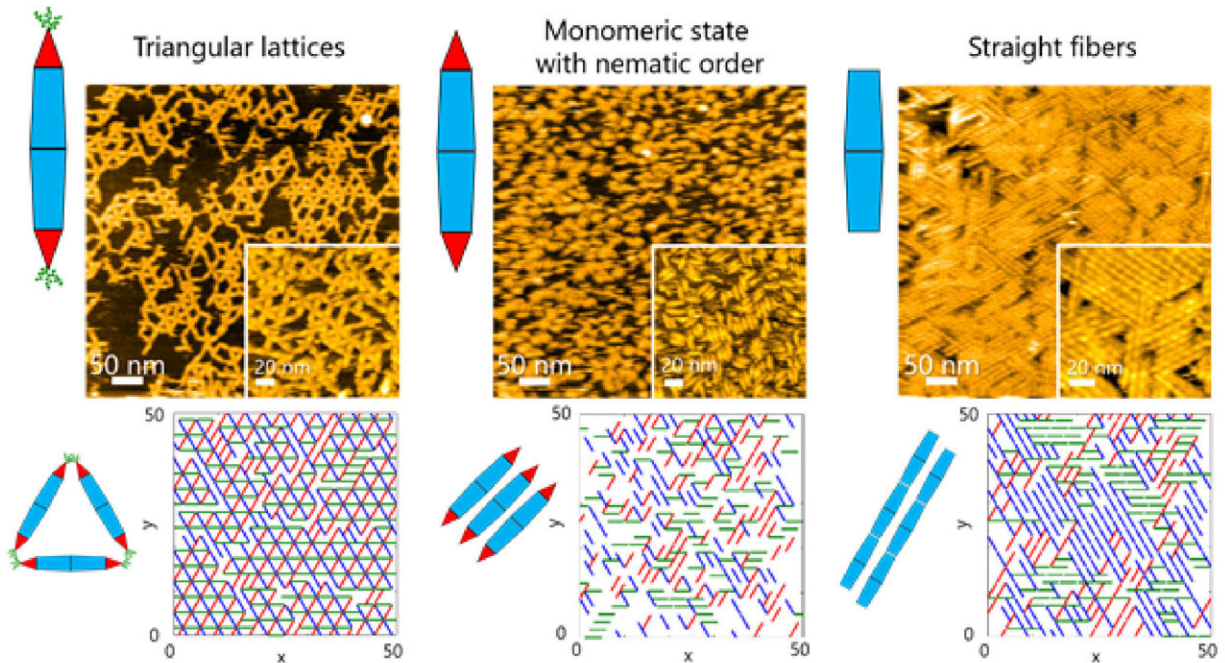 Triangular lattices
Monomeric state
with nematic order
Straight fibers
50 nm
20 nm
50 nm
20 nm
50 nm
20 nm
50
y
0
0
x
50
50
y
0
0
x
50
50
y
0
0
x
50